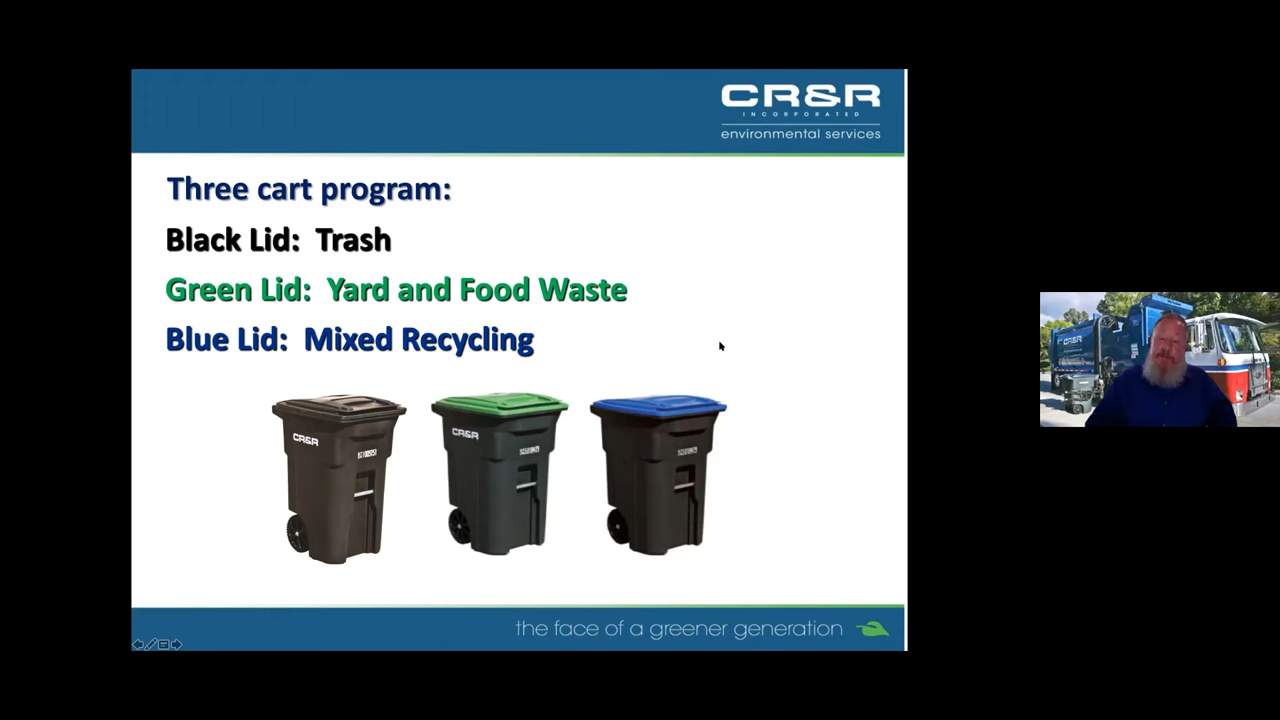 CR&R
INCORPORATED
environmental services
Three cart program:
Black Lid: Trash
Green Lid: Yard and Food Waste
Blue Lid: Mixed Recycling
CR&R
CR&R
the face of a greener generation
CR&R